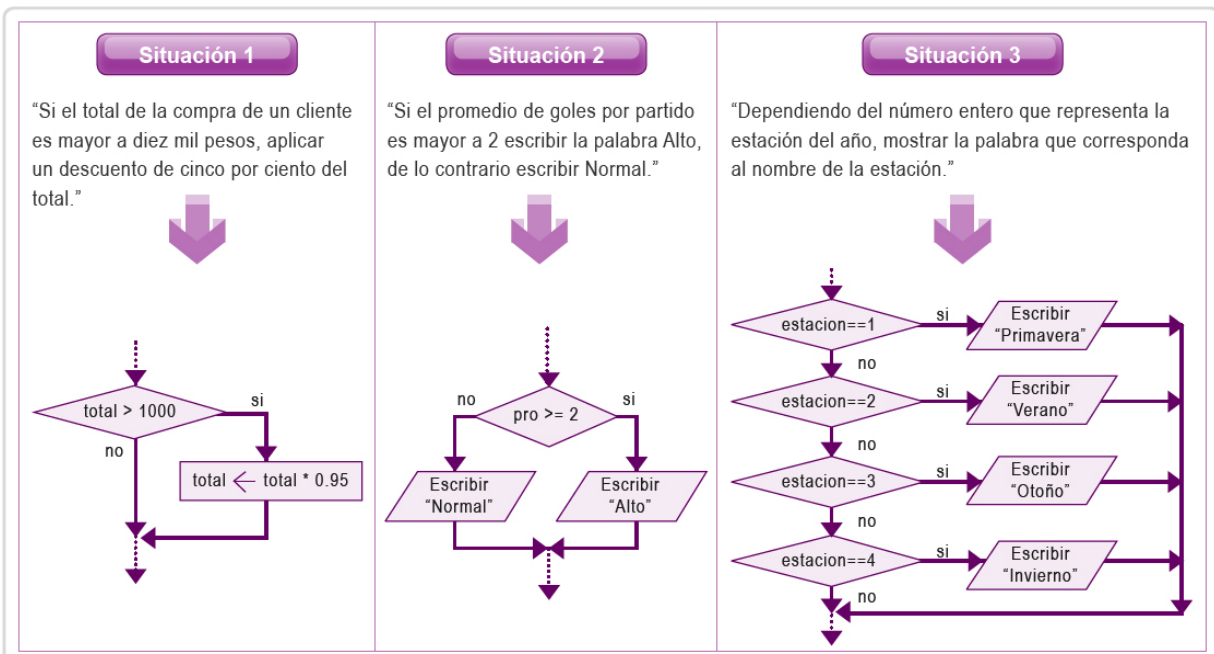 Situación 1
“Si el total de la compra de un cliente
es mayor a diez mil pesos, aplicar
un descuento de cinco por ciento del
total.”
total > 1000
si
no
total ← total * 0.95
Situación 2
“Si el promedio de goles por partido
es mayor a 2 escribir la palabra Alto,
de lo contrario escribir Normal.”
no
si
pro >= 2
Escribir
“Normal”
Escribir
“Alto”
Situación 3
“Dependiendo del número entero que representa la
estación del año, mostrar la palabra que corresponda
al nombre de la estación.”
estacion==1
si
Escribir
“Primavera”
no
estacion==2
si
Escribir
“Verano”
no
estacion==3
si
Escribir
“Otoño”
no
estacion==4
si
Escribir
“Invierno”
no